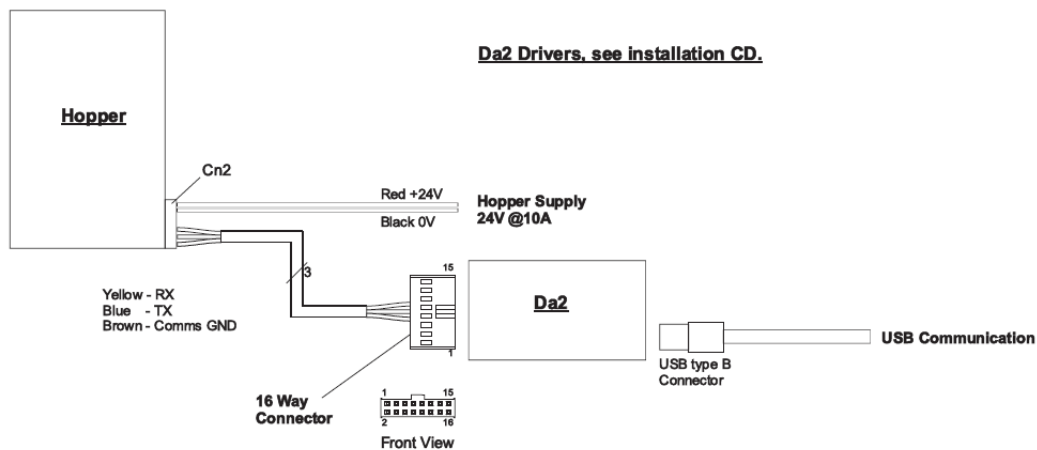 Da2 Drivers, see installation CD.
Hopper
Cn2
Red +24V
Black 0V
Hopper Supply
24V @10A
3
Yellow - RX
Blue - TX
Brown - Comms GND
15
1
Da2
USB Communication
USB type B
Connector
16 Way
Connector
1 15
2 16
Front View